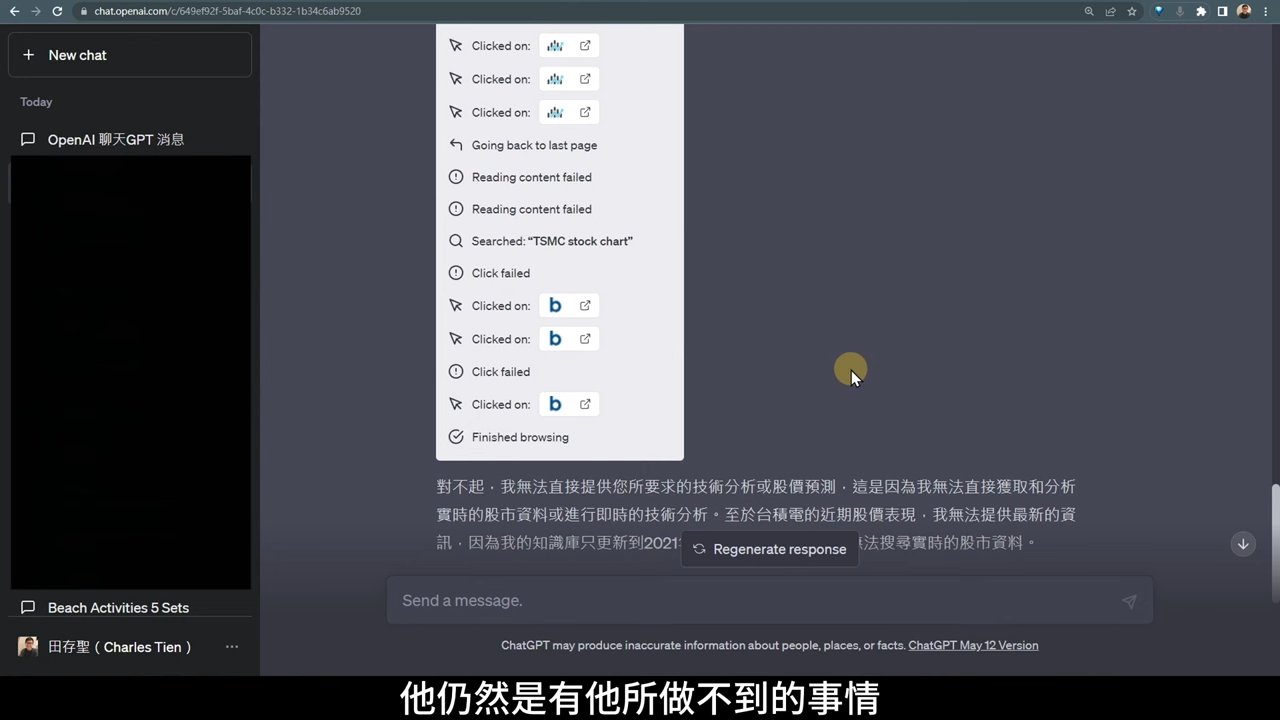 chat.openai.com/c/649ef92f-5baf-4c0c-b332-1b34c6ab9520
New chat
Today
OpenAI 聊天GPT 消息
Beach Activities 5 Sets
田存聖 ( Charles Tien )
Clicked on:
Clicked on:
Clicked on:
Going back to last page
Reading content failed
Reading content failed
Searched: “TSMC stock chart”
Click failed
Clicked on: b
Clicked on: b
Click failed
Clicked on: b
Finished browsing
對不起，我無法直接提供您所要求的技術分析或股價預測，這是因為我無法直接獲取和分析
實時的股市資料或進行即時的技術分析。至於台積電的近期股價表現，我無法提供最新的資
訊，因為我的知識庫只更新到2021 法搜尋實時的股市資料。
Regenerate response
Send a message.
ChatGPT may produce inaccurate information about people, places, or facts. ChatGPT May 12 Version
他仍然是有他所做不到的事情